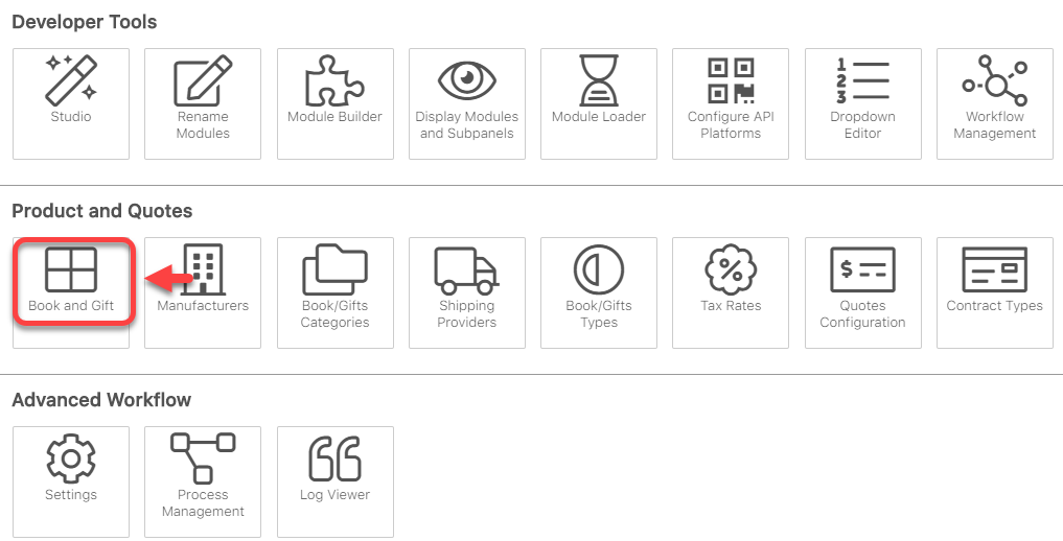 Developer Tools
Studio
Rename
Modules
Module Builder
Display Modules
and Subpanels
Module Loader
Configure API
Platforms
1
2
3
Dropdown
Editor
Workflow
Management
Product and Quotes
Book and Gift
Manufacturers
Book/Gifts
Categories
Shipping
Providers
Book/Gifts
Types
%
Tax Rates
$
Quotes
Configuration
Contract Types
Advanced Workflow
Settings
Process
Management
Log Viewer